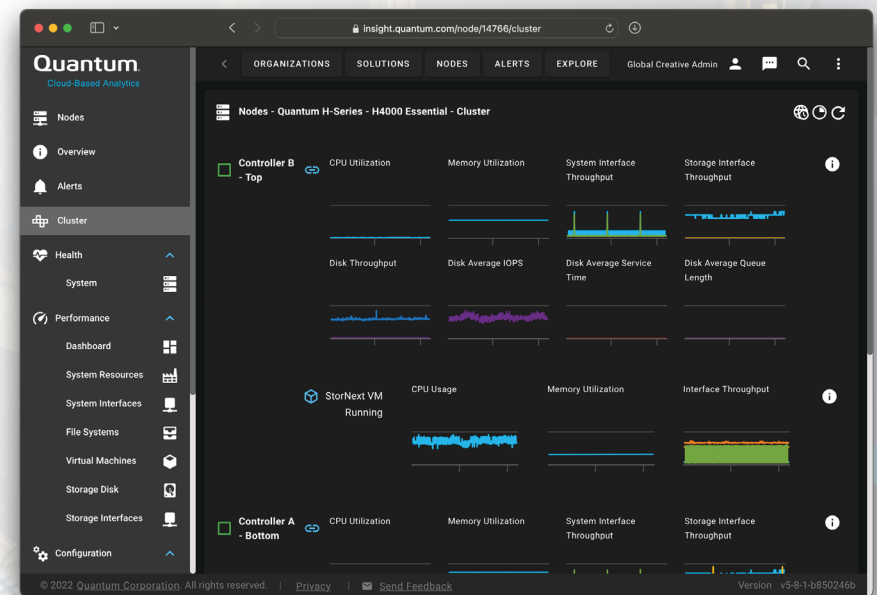 insight.quantum.com/node/14766/cluster
Quantum
Cloud-Based Analytics
Nodes
Overview
Alerts
Cluster
Health
System
Performance
Dashboard
System Resources
System Interfaces
File Systems
Virtual Machines
Storage Disk
Storage Interfaces
Configuration
ORGANIZATIONS SOLUTIONS NODES ALERTS EXPLORE Global Creative Admin
Nodes - Quantum H-Series - H4000 Essential - Cluster
Controller B
- Top
CPU Utilization
Memory Utilization
System Interface
Throughput
Storage Interface
Throughput
Disk Throughput
Disk Average IOPS
Disk Average Service
Time
Disk Average Queue
Length
StorNext VM
Running
CPU Usage
Memory Utilization
Interface Throughput
Controller A
- Bottom
CPU Utilization
Memory Utilization
System Interface
Throughput
Storage Interface
Throughput
© 2022 Quantum Corporation. All rights reserved. | Privacy | Send Feedback Version v5-8-1-b850246b